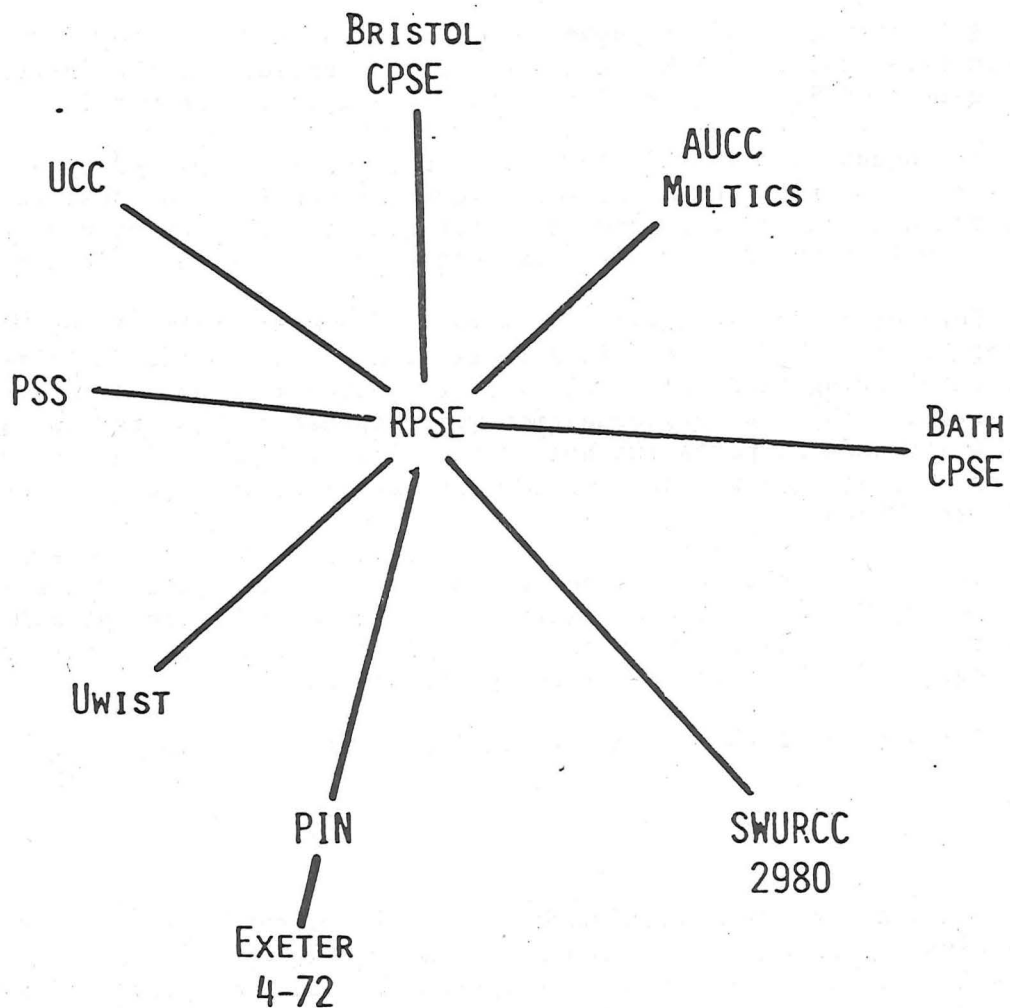 BRISTOL
CPSE
UCC
AUCC
MULTICS
PSS
RPSE
BATH
CPSE
UWIST
PIN
SWURCC
2980
EXETER
4-72